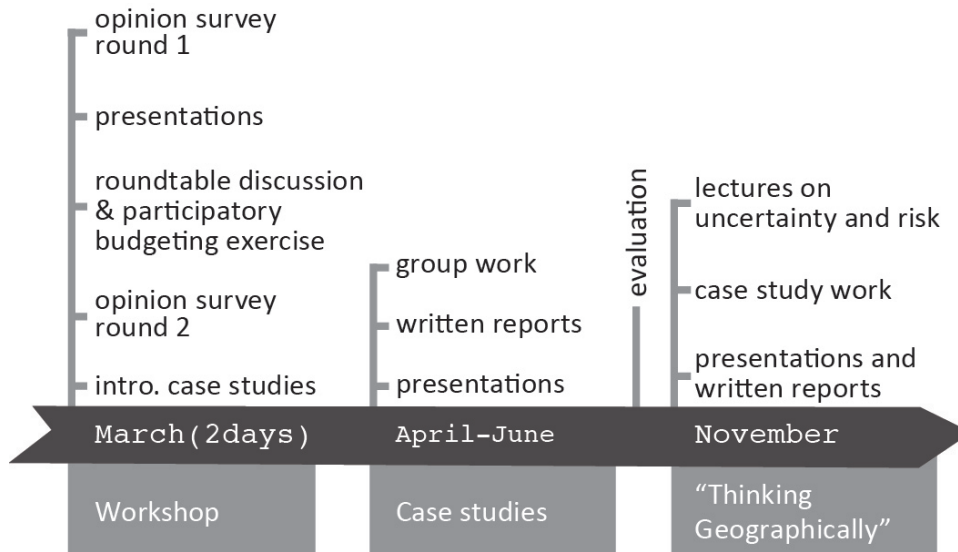 opinion survey
round 1
presentations
roundtable discussion
& participatory
budgeting exercise
opinion survey
round 2
intro. case studies
group work
written reports
presentations
evaluation
lectures on
uncertainty and risk
case study work
presentations and
written reports
March(2days)
April-June
November
Workshop
Case studies
“Thinking
Geographically”